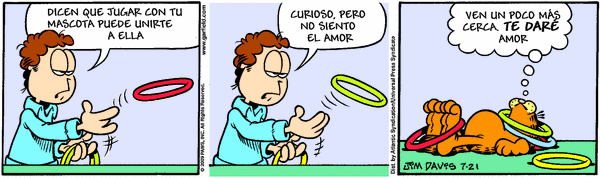 DICEN QUE JUGAR CON TU
MASCOTA PUEDE UNIRTE
A ELLA
© 2009 PAWS, INC. All Rights Reserved.
www.garfield.com
CURIOSO, PERO
NO SIENTO
EL AMOR
Dist. by Atlantic Syndication/Universal Press Syndicate
VEN UN POCO MÁS
CERCA. TE DARÉ
AMOR
JIM DAVIS 7-21